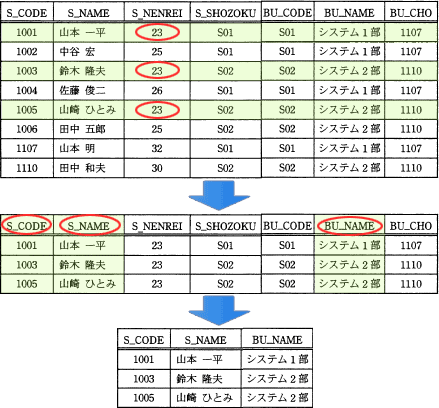 S_CODE S_NAME S_NENREI S_SHOZOKU BU_CODE BU_NAME BU_CHO
1001 山本 一平 23 S01 S01 システム1部 1107
1002 中谷 宏 25 S01 S01 システム1部 1107
1003 鈴木 隆夫 23 S02 S02 システム2部 1110
1004 佐藤 俊二 26 S01 S01 システム1部 1107
1005 山崎 ひとみ 23 S02 S02 システム2部 1110
1006 田中 五郎 25 S02 S02 システム2部 1110
1107 山本 明 32 S01 S01 システム1部 1107
1110 田中 和夫 30 S02 S02 システム2部 1110
S_CODE S_NAME S_NENREI S_SHOZOKU BU_CODE BU_NAME BU_CHO
1001 山本 一平 23 S01 S01 システム1部 1107
1003 鈴木 隆夫 23 S02 S02 システム2部 1110
1005 山崎 ひとみ 23 S02 S02 システム2部 1110
S_CODE S_NAME BU_NAME
1001 山本 一平 システム1部
1003 鈴木 隆夫 システム2部
1005 山崎 ひとみ システム2部